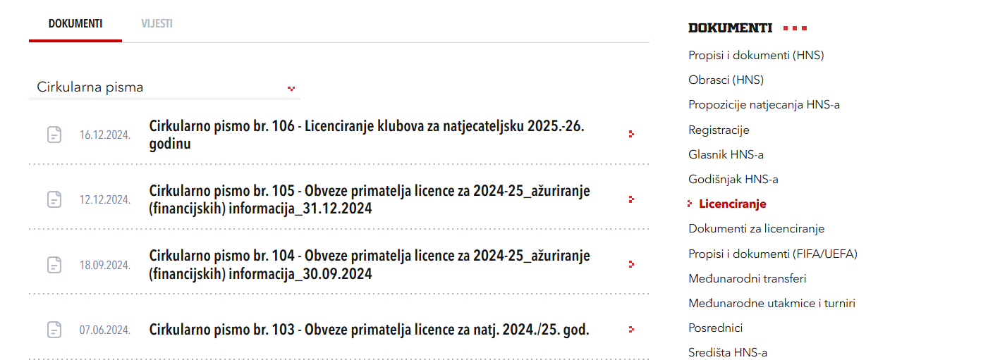 DOKUMENTI
VIJESTI
Cirkularna pisma
16.12.2024.
Cirkularno pismo br. 106 - Licenciranje klubova za natjecateljsku 2025.-26.
godinu
12.12.2024.
Cirkularno pismo br. 105 - Obveze primatelja licence za 2024-25_ažuriranje
(financijskih) informacija_31.12.2024
18.09.2024.
Cirkularno pismo br. 104 - Obveze primatelja licence za 2024-25_ažuriranje
(financijskih) informacija_30.09.2024
07.06.2024.
Cirkularno pismo br. 103 - Obveze primatelja licence za natj. 2024./25. god.
DOKUMENTI
Propisi i dokumenti (HNS)
Obrasci (HNS)
Propozicije natjecanja HNS-a
Registracije
Glasnik HNS-a
Godišnjak HNS-a
Licenciranje
Dokumenti za licenciranje
Propisi i dokumenti (FIFA/UEFA)
Međunarodni transferi
Međunarodne utakmice i turniri
Posrednici
Središta HNS-a